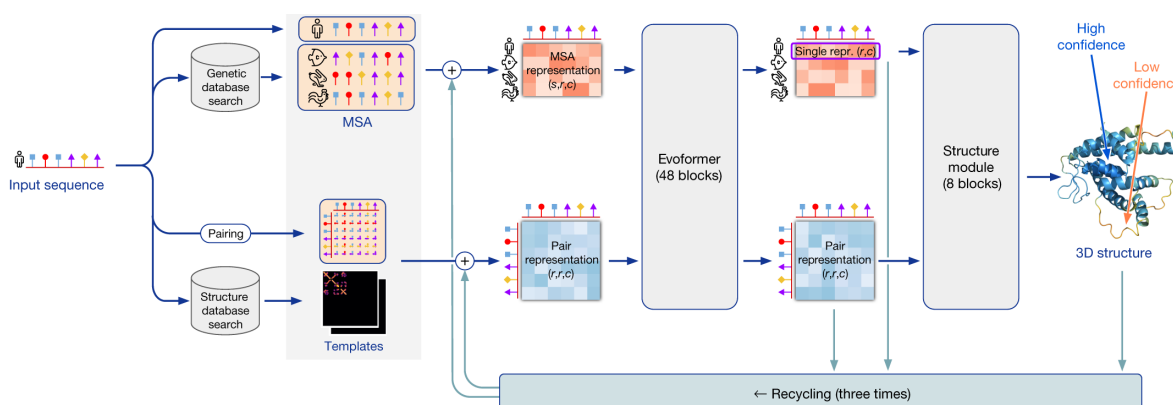 Input sequence
Genetic
database
search
MSA
Pairing
Structure
database
search
Templates
+
+
MSA
representation
(s,r,c)
Pair
representation
(r,r,c)
Evoformer
(48 blocks)
Single repr. (r,c)
Pair
representation
(r,r,c)
Structure
module
(8 blocks)
High
confidence
Low
confidence
3D structure
← Recycling (three times)